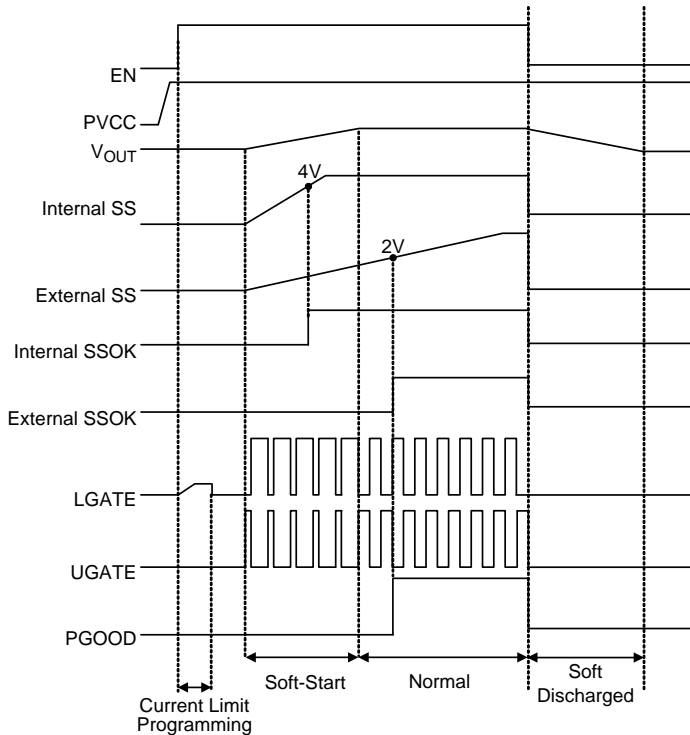 EN
PVCC
VOUT
4V
Internal SS
2V
External SS
Internal SSOK
External SSOK
LGATE
UGATE
PGOOD
Soft-Start
Normal
Soft
Discharged
Current Limit
Programming